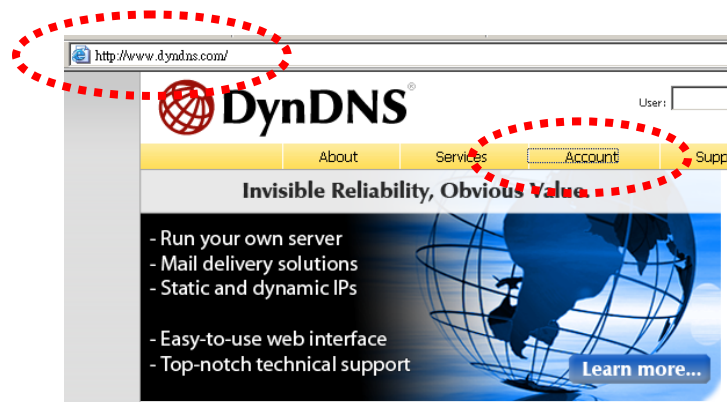 http://www.dyndns.com/
DynDNS®
User:
About Services Account Supp
Invisible Reliability, Obvious Value.
- Run your own server
- Mail delivery solutions
- Static and dynamic IPs
- Easy-to-use web interface
- Top-notch technical support
Learn more...